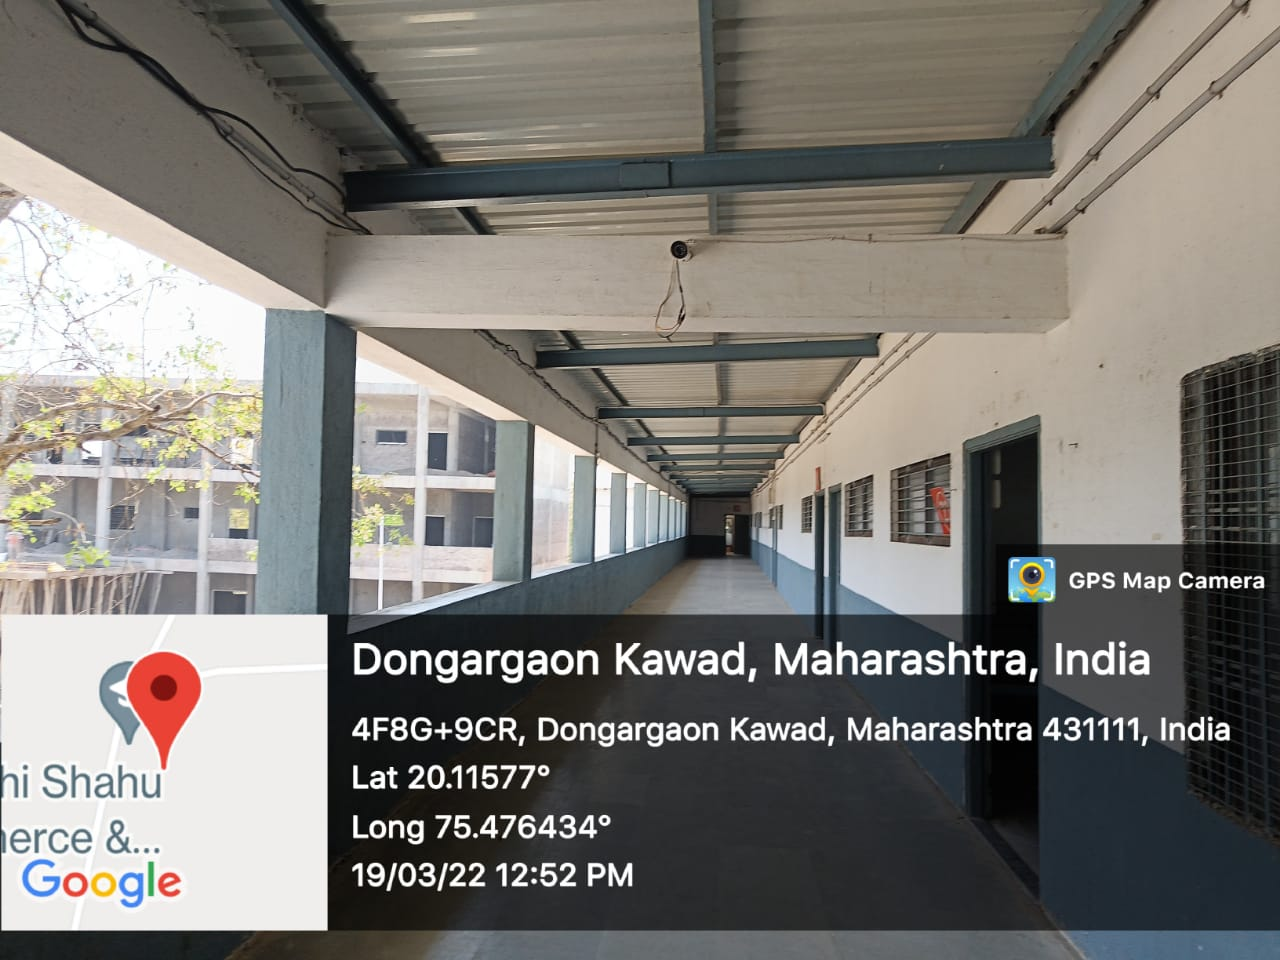 GPS Map Camera
Dongargaon Kawad, Maharashtra, India
4F8G+9CR, Dongargaon Kawad, Maharashtra 431111, India
Lat 20.11577°
Long 75.476434°
19/03/22 12:52 PM
hi Shahu
erce &...
Google